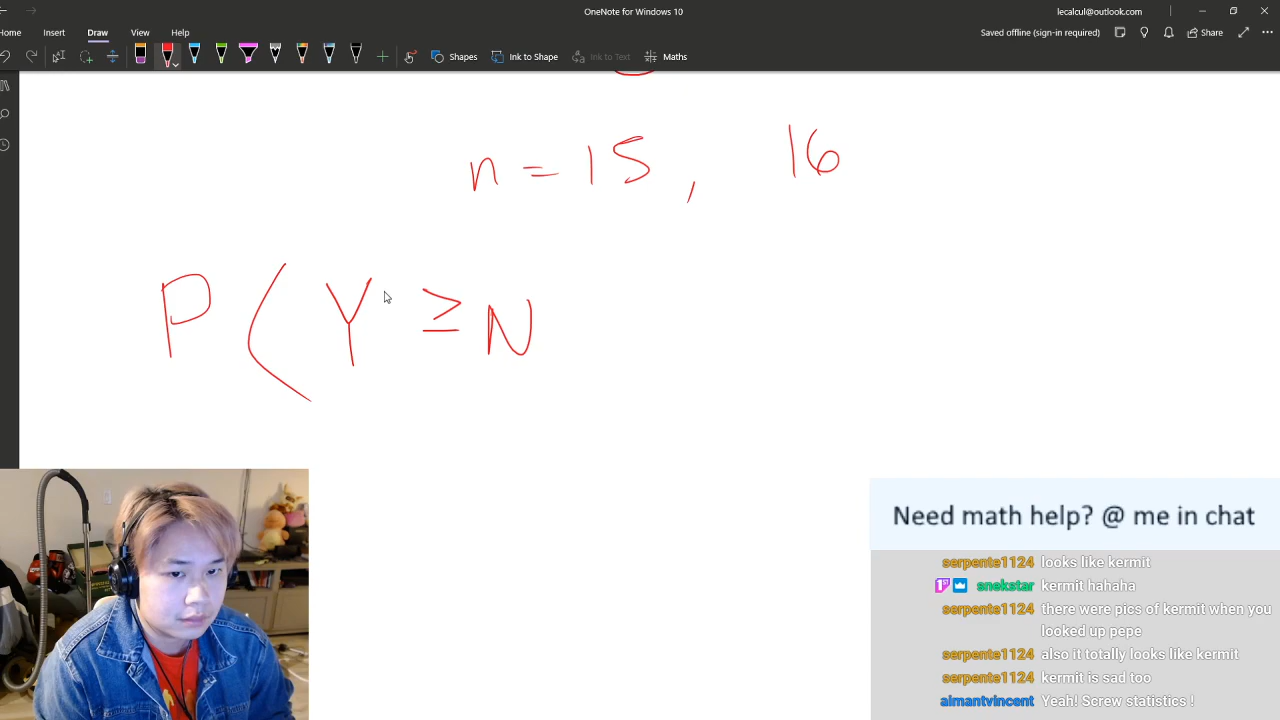 OneNote for Windows 10
lecalcul@outlook.com
Home Insert Draw View Help
Saved offline (sign-in required) Share
Shapes Ink to Shape Ink to Text Maths
n = 15, 16
P ( Y ≥ N
Need math help? @ me in chat
serpente1124 looks like kermit
snekstar kermit hahaha
serpente1124 there were pics of kermit when you
looked up pepe
serpente1124 also it totally looks like kermit
serpente1124 kermit is sad too
aimantvincent Yeah! Screw statistics !